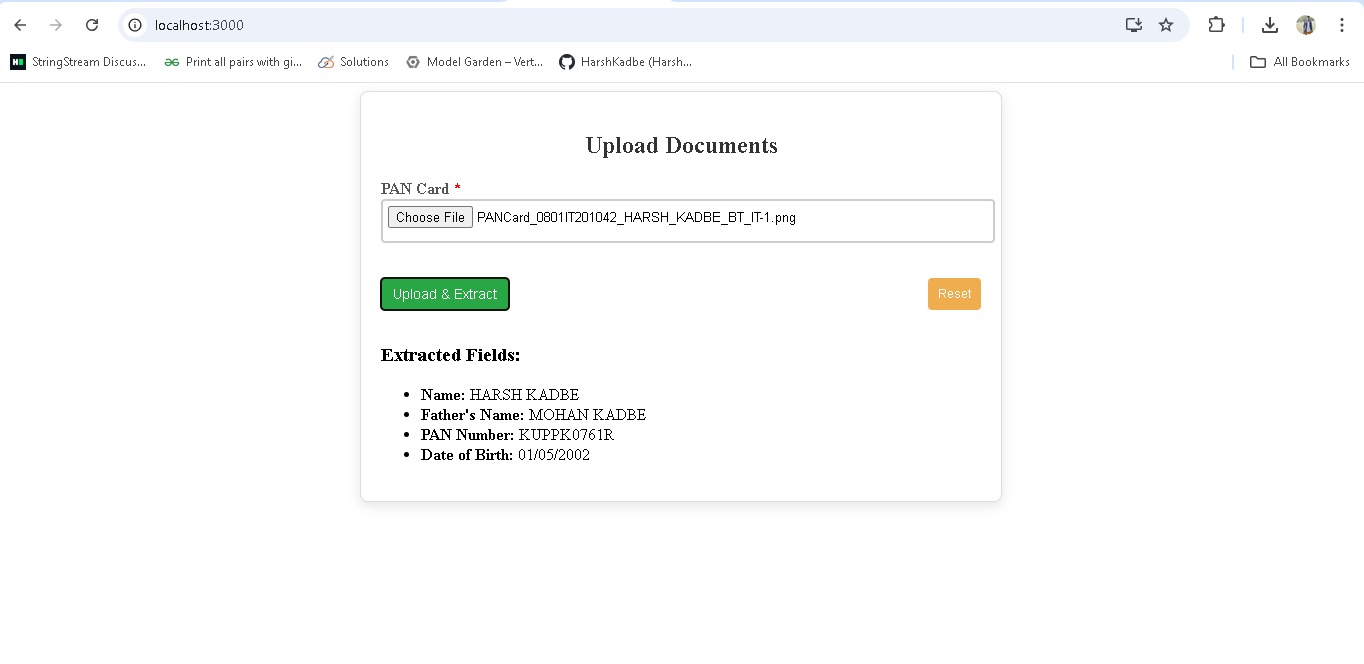 localhost:3000
StringStream Discus... Print all pairs with gi... Solutions Model Garden – Vert... HarshKadbe (Harsh... All Bookmarks
Upload Documents
PAN Card *
Choose File PANCard_0801IT201042_HARSH_KADBE_BT_IT-1.png
Upload & Extract Reset
Extracted Fields:
• Name: HARSH KADBE
• Father's Name: MOHAN KADBE
• PAN Number: KUPPK0761R
• Date of Birth: 01/05/2002